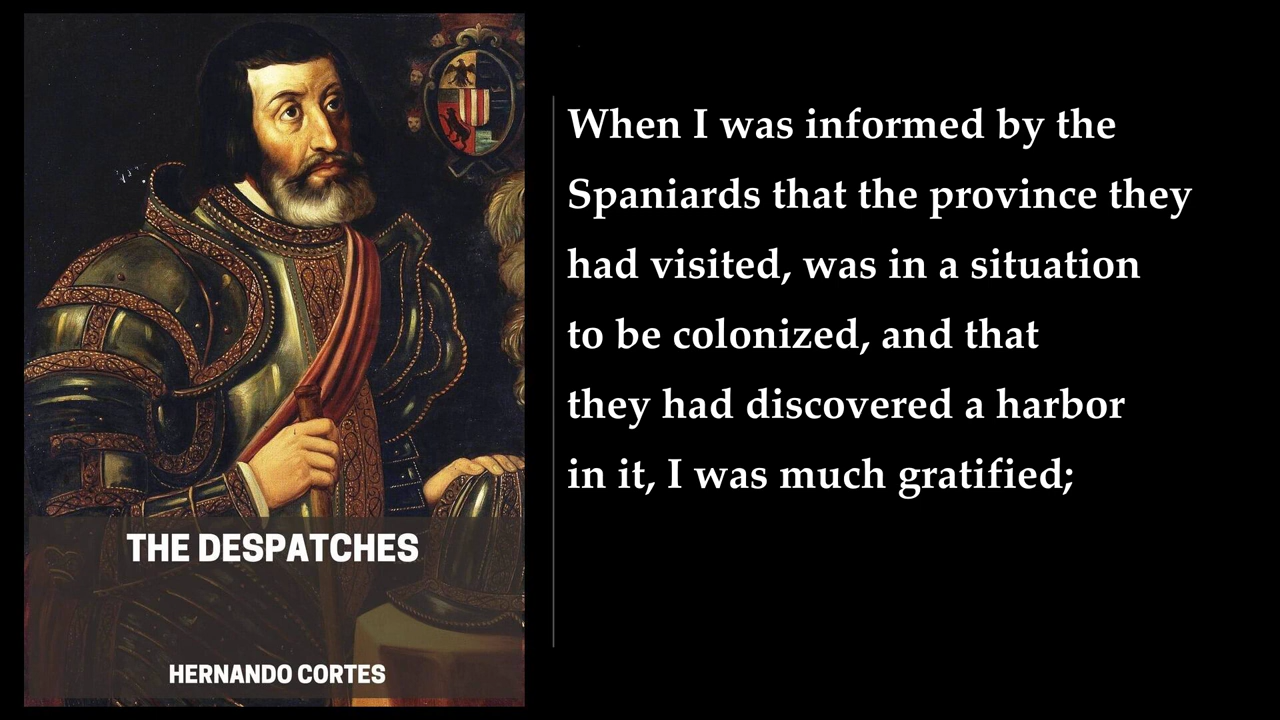 THE DESPATCHES
HERNANDO CORTES
When I was informed by the
Spaniards that the province they
had visited, was in a situation
to be colonized, and that
they had discovered a harbor
in it, I was much gratified;